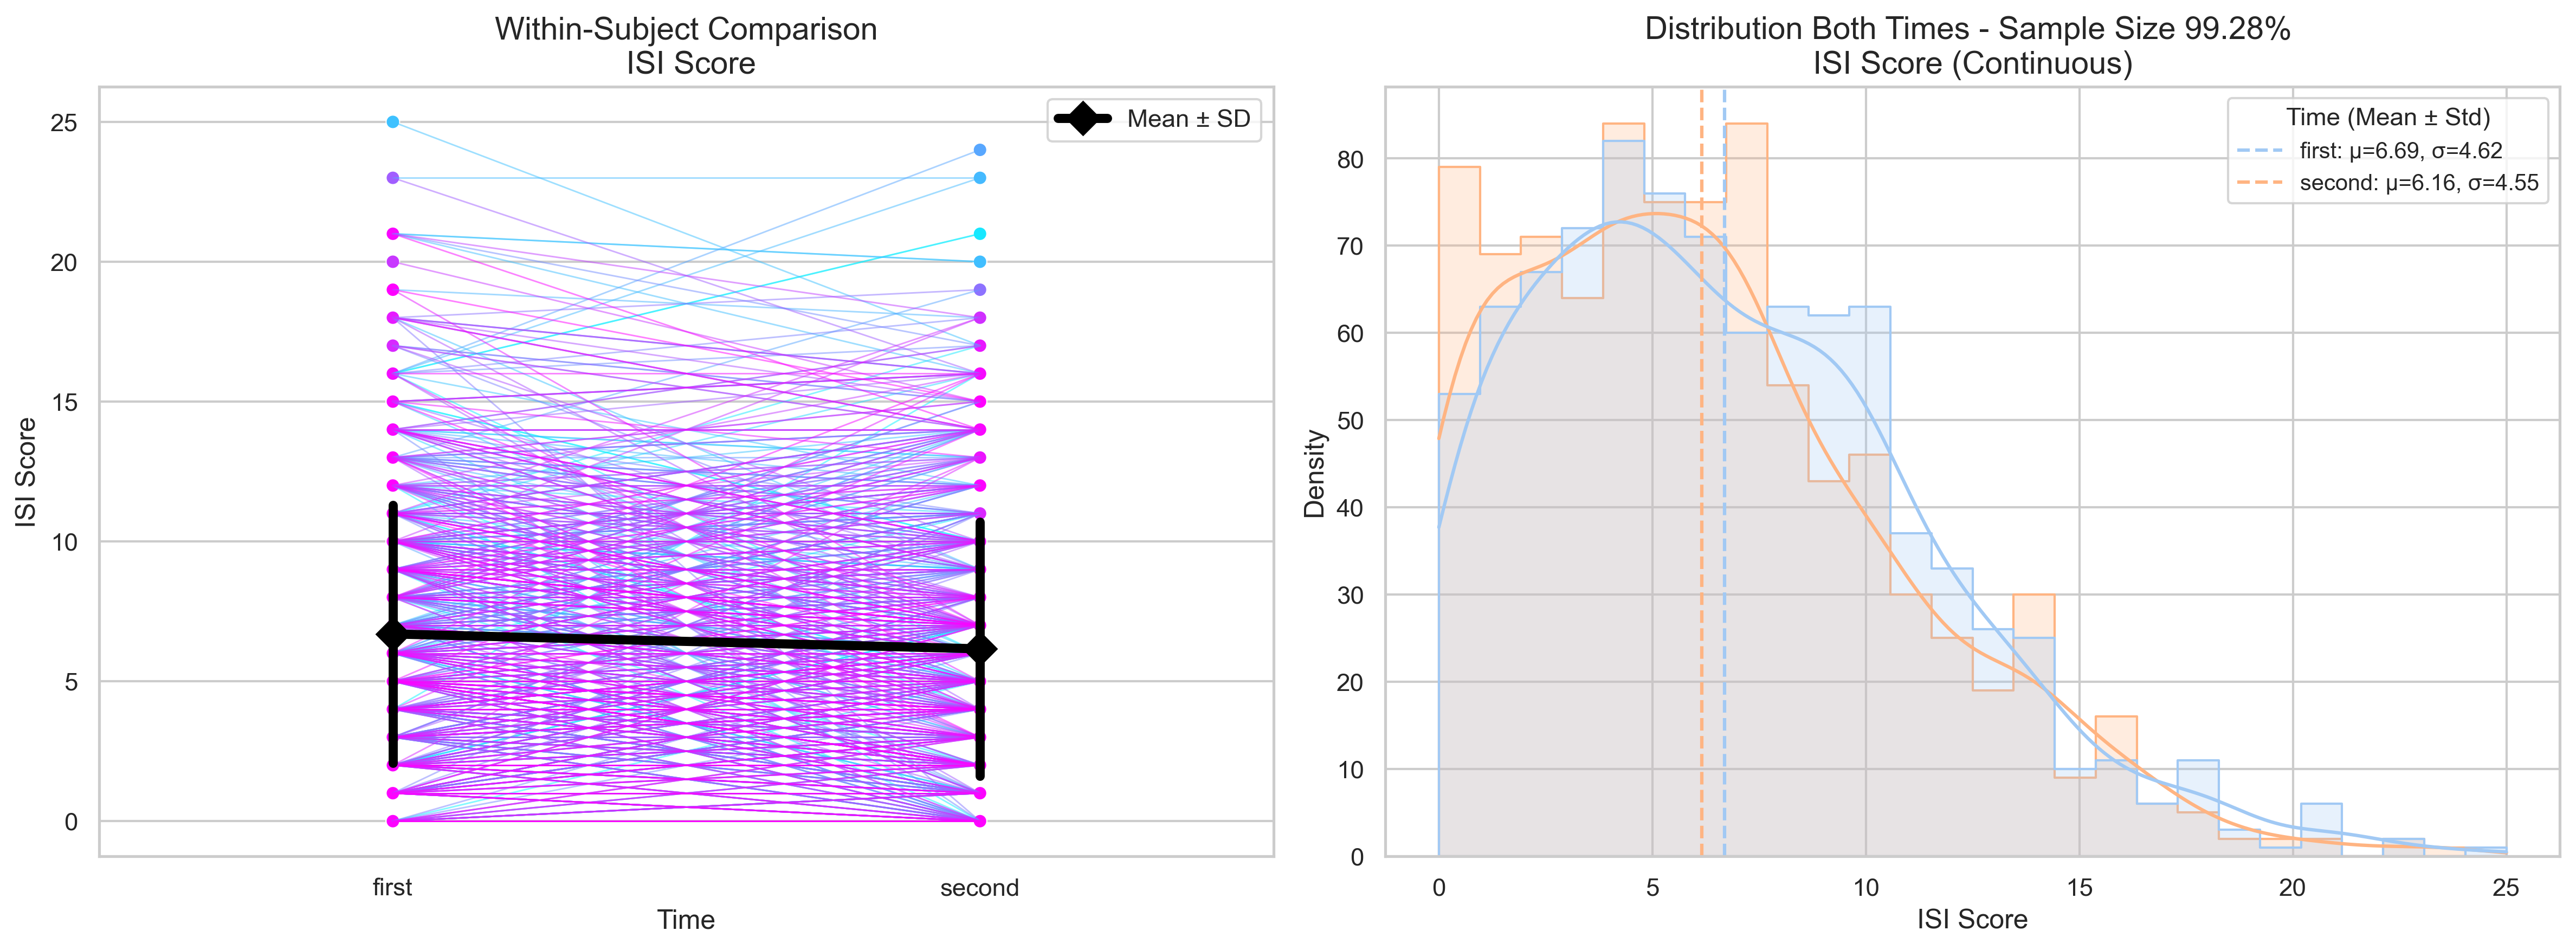 Within-Subject Comparison
ISI Score
25
20
15
10
5
0
ISI Score
Mean ± SD
first
second
Time
Distribution Both Times - Sample Size 99.28%
ISI Score (Continuous)
80
70
60
50
40
30
20
10
0
Density
Time (Mean ± Std)
first: μ=6.69, σ=4.62
second: μ=6.16, σ=4.55
0
5
10
15
20
25
ISI Score